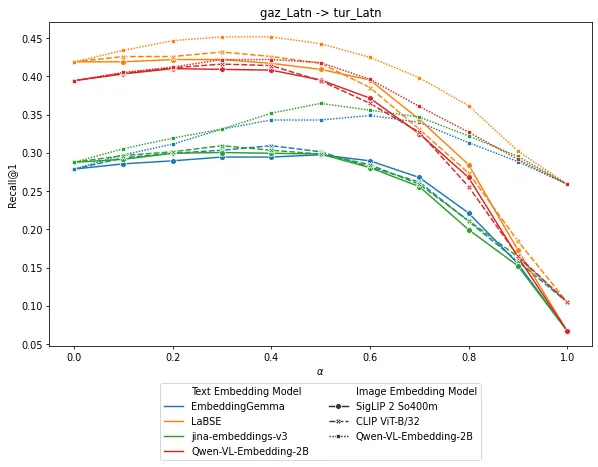 gaz_Latn -> tur_Latn
Recall@1
0.45
0.40
0.35
0.30
0.25
0.20
0.15
0.10
0.05
0.0 0.2 0.4 0.6 0.8 1.0
α
Text Embedding Model
EmbeddingGemma
LaBSE
jina-embeddings-v3
Qwen-VL-Embedding-2B
Image Embedding Model
SigLIP 2 So400m
CLIP ViT-B/32
Qwen-VL-Embedding-2B